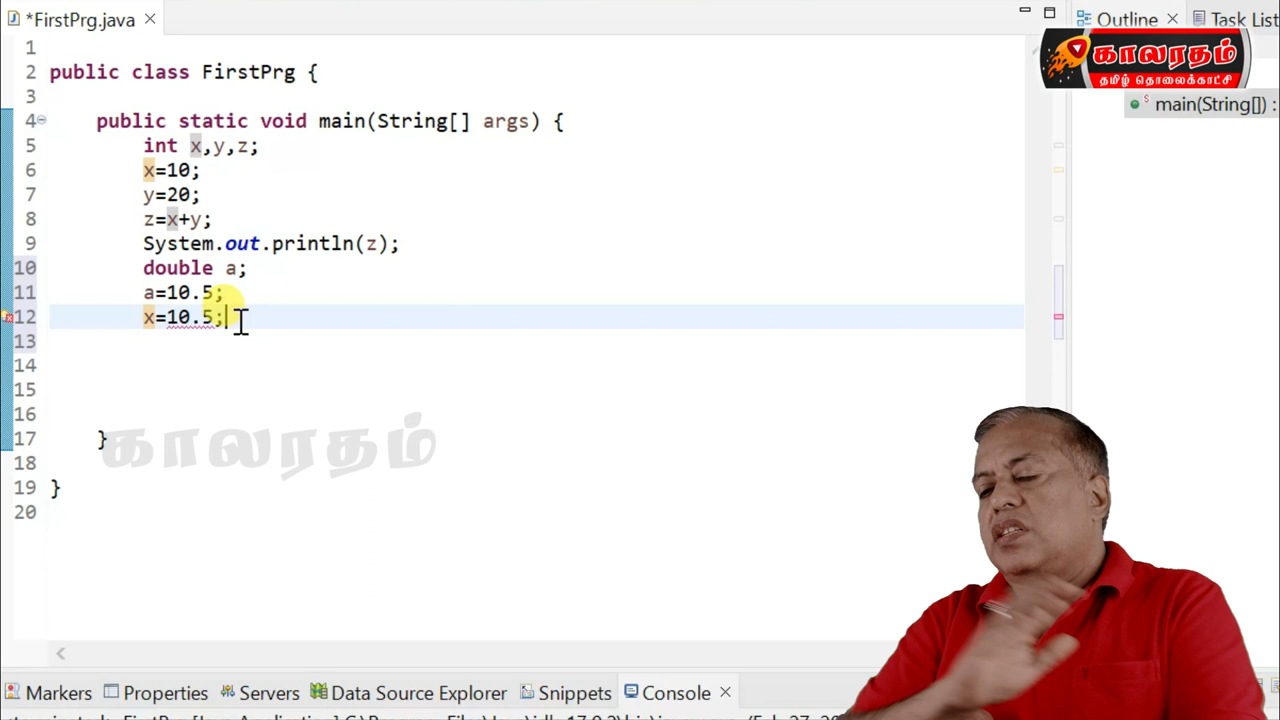 *FirstPrg.java
Outline
Task List
காலரதம்
தமிழ் தொலைக்காட்சி
main(String[]) :
1
2 public class FirstPrg {
3
4 public static void main(String[] args) {
5 int x,y,z;
6 x=10;
7 y=20;
8 z=x+y;
9 System.out.println(z);
10 double a;
11 a=10.5;
12 x=10.5;
13
14
15
16
17 }
காலரதம்
18
19 }
20
Markers Properties Servers Data Source Explorer Snippets Console